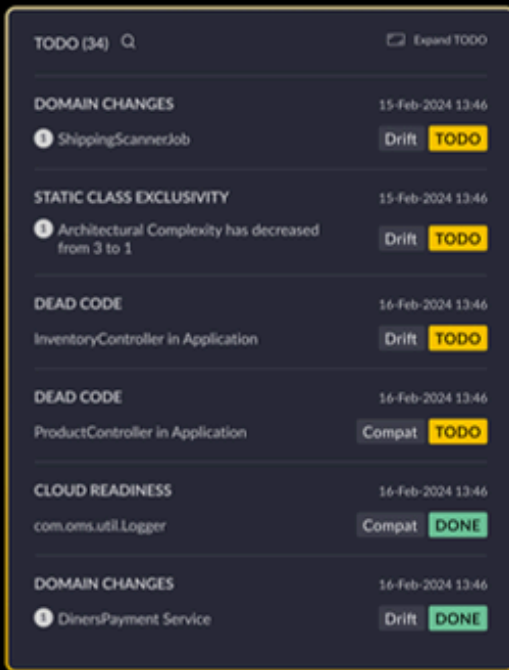 TODO (34) Expand TODO
DOMAIN CHANGES 15-Feb-2024 13:46
1 ShippingScannerJob Drift TODO
STATIC CLASS EXCLUSIVITY 15-Feb-2024 13:46
1 Architectural Complexity has decreased
from 3 to 1 Drift TODO
DEAD CODE 16-Feb-2024 13:46
InventoryController in Application Drift TODO
DEAD CODE 16-Feb-2024 13:46
ProductController in Application Compat TODO
CLOUD READINESS 16-Feb-2024 13:46
com.oms.util.Logger Compat DONE
DOMAIN CHANGES 16-Feb-2024 13:46
DinersPayment Service Drift DONE